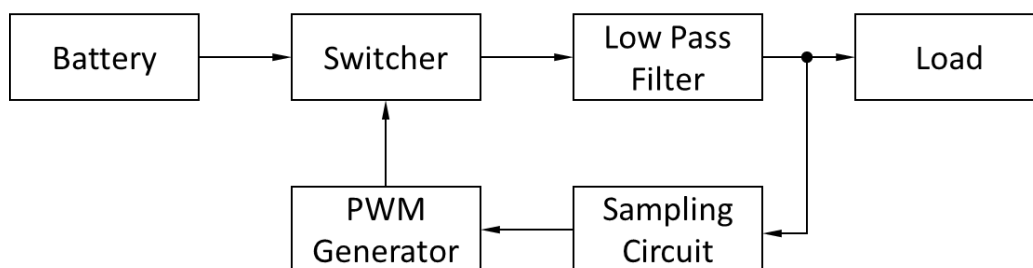 Battery
Switcher
Low Pass
Filter
Load
PWM
Generator
Sampling
Circuit